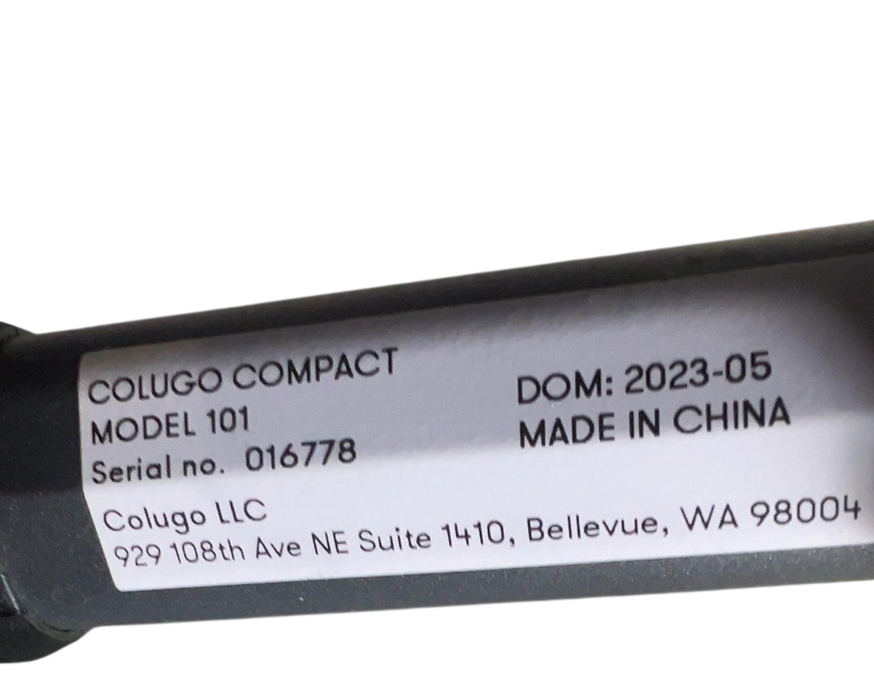 COLUGO COMPACT
MODEL 101
Serial no. 016778
DOM: 2023-05
MADE IN CHINA
Colugo LLC
929 108th Ave NE Suite 1410, Bellevue, WA 98004